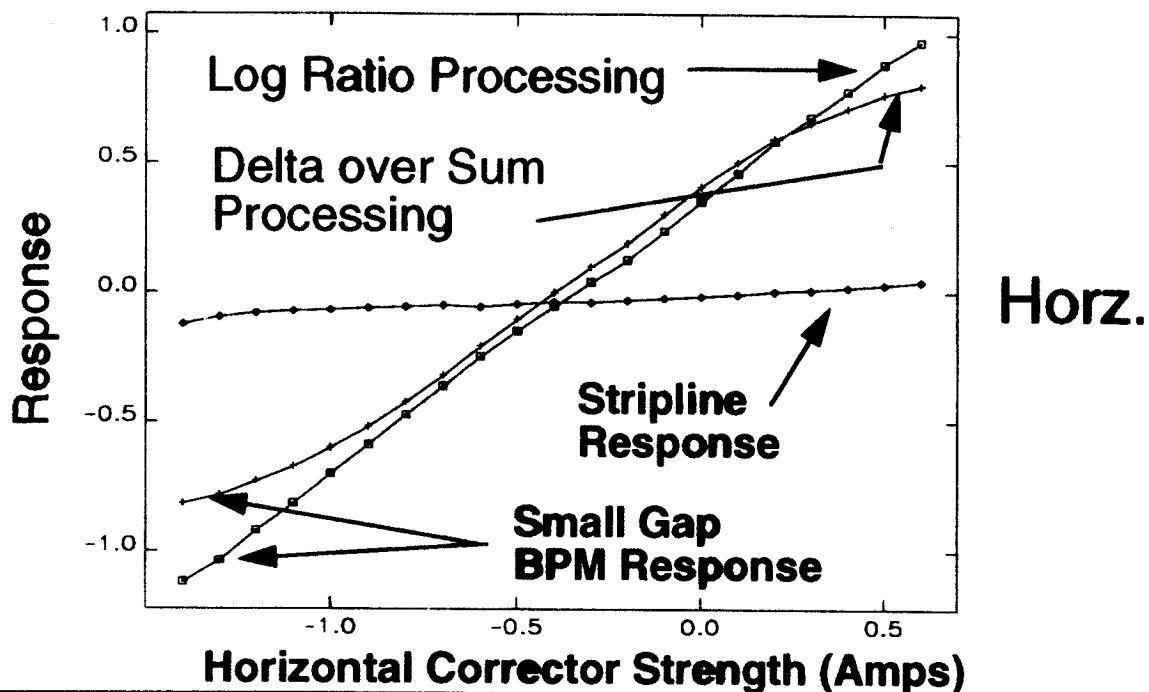 1.0
0.5
0.0
-0.5
-1.0
Response
Log Ratio Processing
Delta over Sum
Processing
Horz.
Stripline
Response
Small Gap
BPM Response
-1.0
-0.5
0.0
0.5
Horizontal Corrector Strength (Amps)